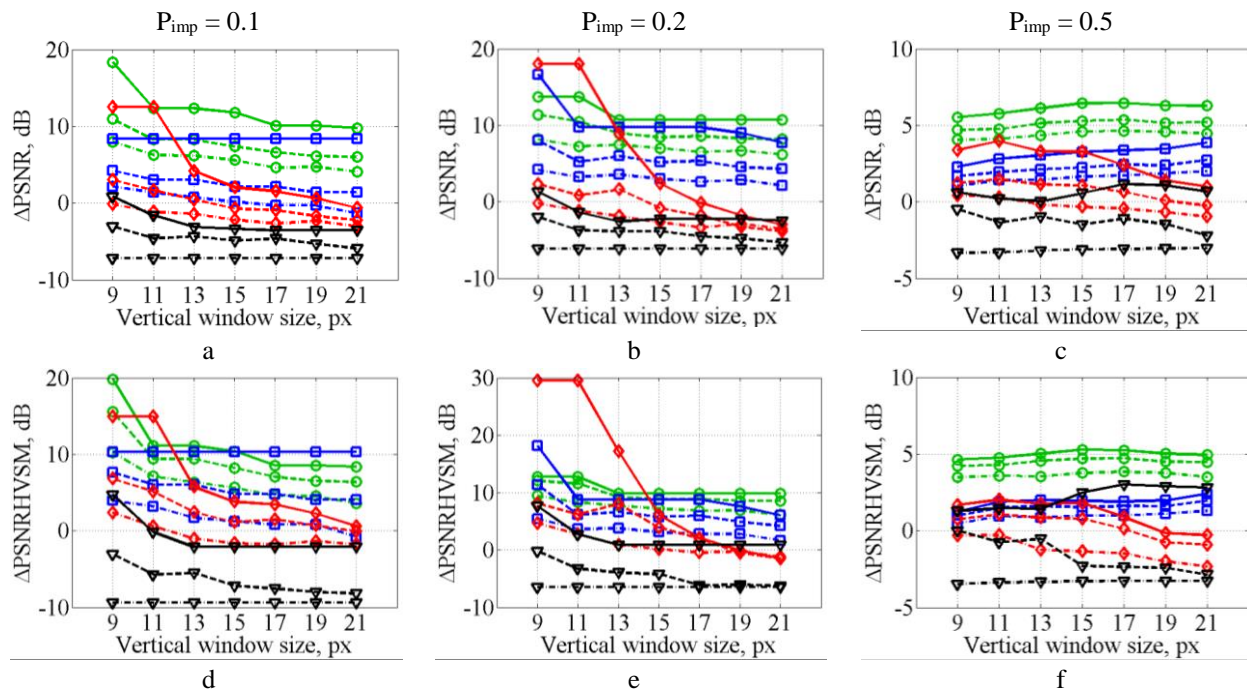 P_imp = 0.1 P_imp = 0.2 P_imp = 0.5
20
10
0
-10
ΔPSNR, dB
9 11 13 15 17 19 21
Vertical window size, px
a
20
10
0
-10
ΔPSNR, dB
9 11 13 15 17 19 21
Vertical window size, px
b
10
5
0
-5
ΔPSNR, dB
9 11 13 15 17 19 21
Vertical window size, px
c
20
10
0
-10
ΔPSNRHVSM, dB
9 11 13 15 17 19 21
Vertical window size, px
d
30
20
10
0
-10
ΔPSNRHVSM, dB
9 11 13 15 17 19 21
Vertical window size, px
e
10
5
0
-5
ΔPSNRHVSM, dB
9 11 13 15 17 19 21
Vertical window size, px
f